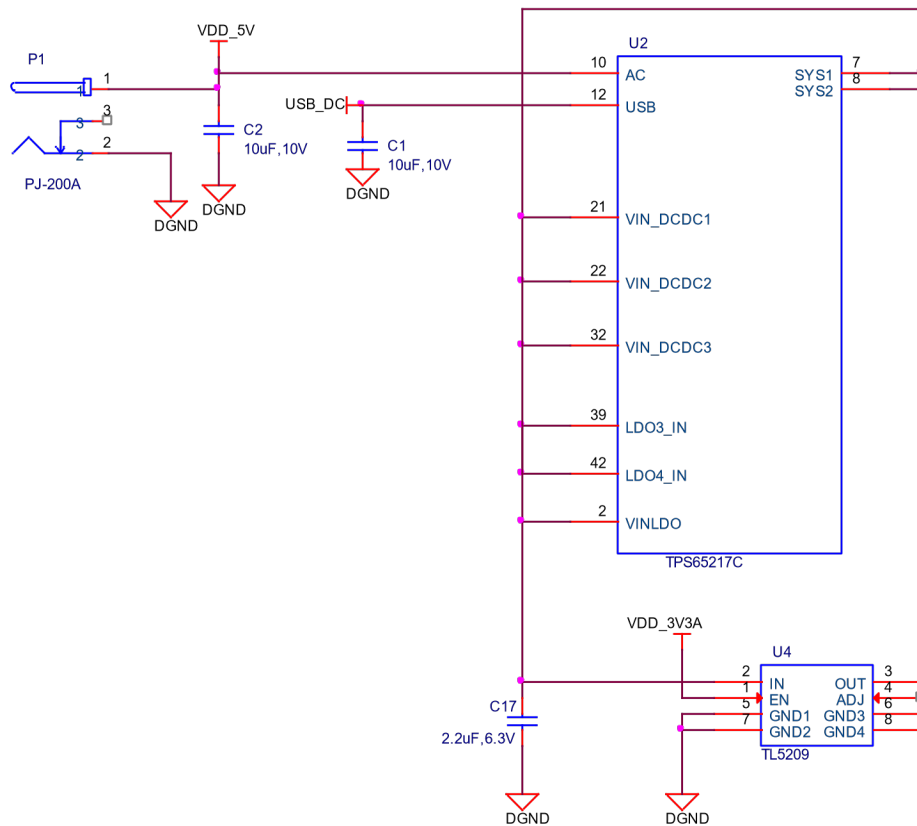 VDD_5V
P1
1
1
3
3
2
2
PJ-200A
DGND
C2
10uF,10V
DGND
USB_DC
C1
10uF,10V
DGND
U2
10
AC
12
USB
SYS1
7
SYS2
8
21
VIN_DCDC1
22
VIN_DCDC2
32
VIN_DCDC3
39
LDO3_IN
42
LDO4_IN
2
VINLDO
TPS65217C
VDD_3V3A
U4
2
IN
OUT
3
1
EN
ADJ
4
5
GND1
GND3
6
7
GND2
GND4
8
TL5209
C17
2.2uF,6.3V
DGND
DGND